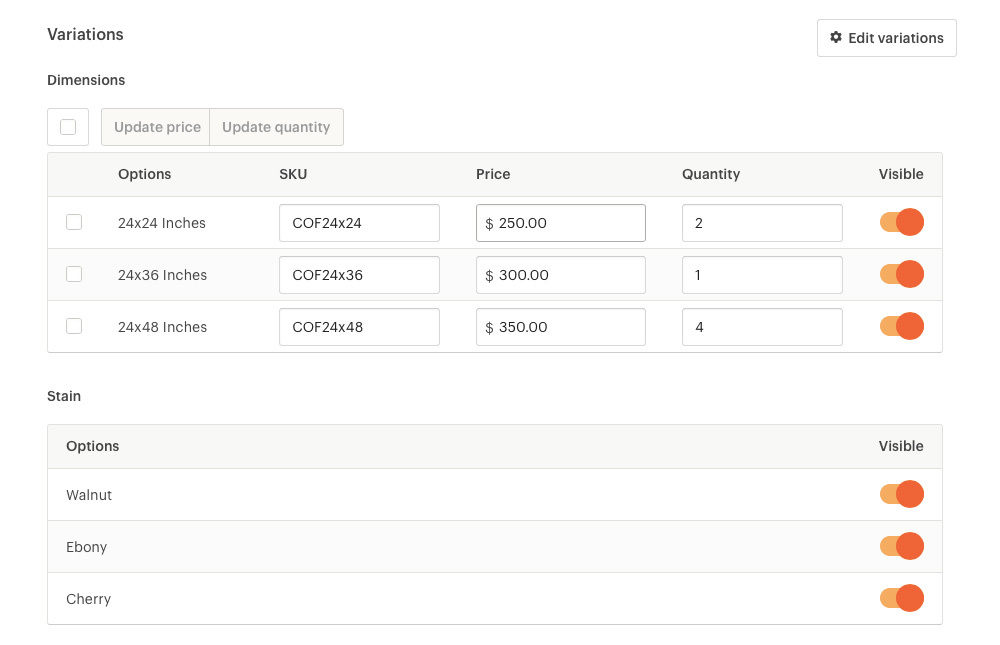 Variations
Edit variations
Dimensions
Update price Update quantity
Options SKU Price Quantity Visible
24x24 Inches COF24x24 $ 250.00 2
24x36 Inches COF24x36 $ 300.00 1
24x48 Inches COF24x48 $ 350.00 4
Stain
Options Visible
Walnut
Ebony
Cherry